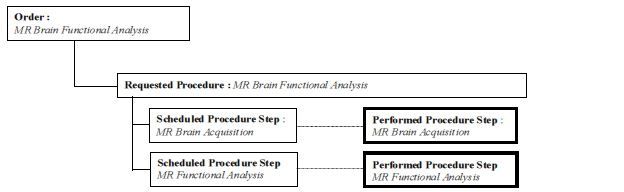 Order :
MR Brain Functional Analysis
Requested Procedure : MR Brain Functional Analysis
Scheduled Procedure Step :
MR Brain Acquisition
Performed Procedure Step :
MR Brain Acquisition
Scheduled Procedure Step
MR Functional Analysis
Performed Procedure Step
MR Functional Analysis